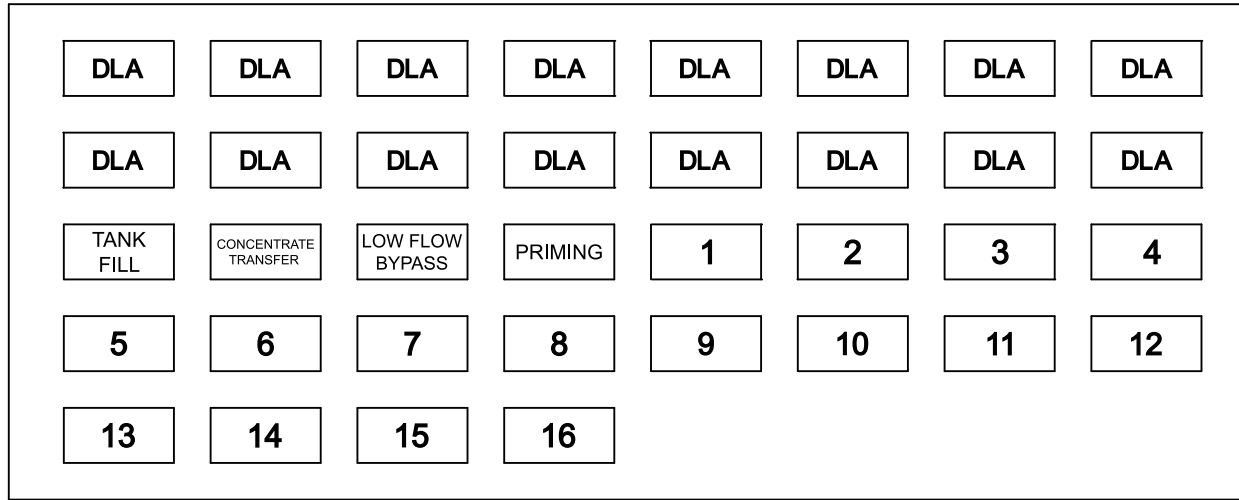 DLA DLA DLA DLA DLA DLA DLA DLA
DLA DLA DLA DLA DLA DLA DLA DLA
TANK FILL CONCENTRATE TRANSFER LOW FLOW BYPASS PRIMING 1 2 3 4
5 6 7 8 9 10 11 12
13 14 15 16